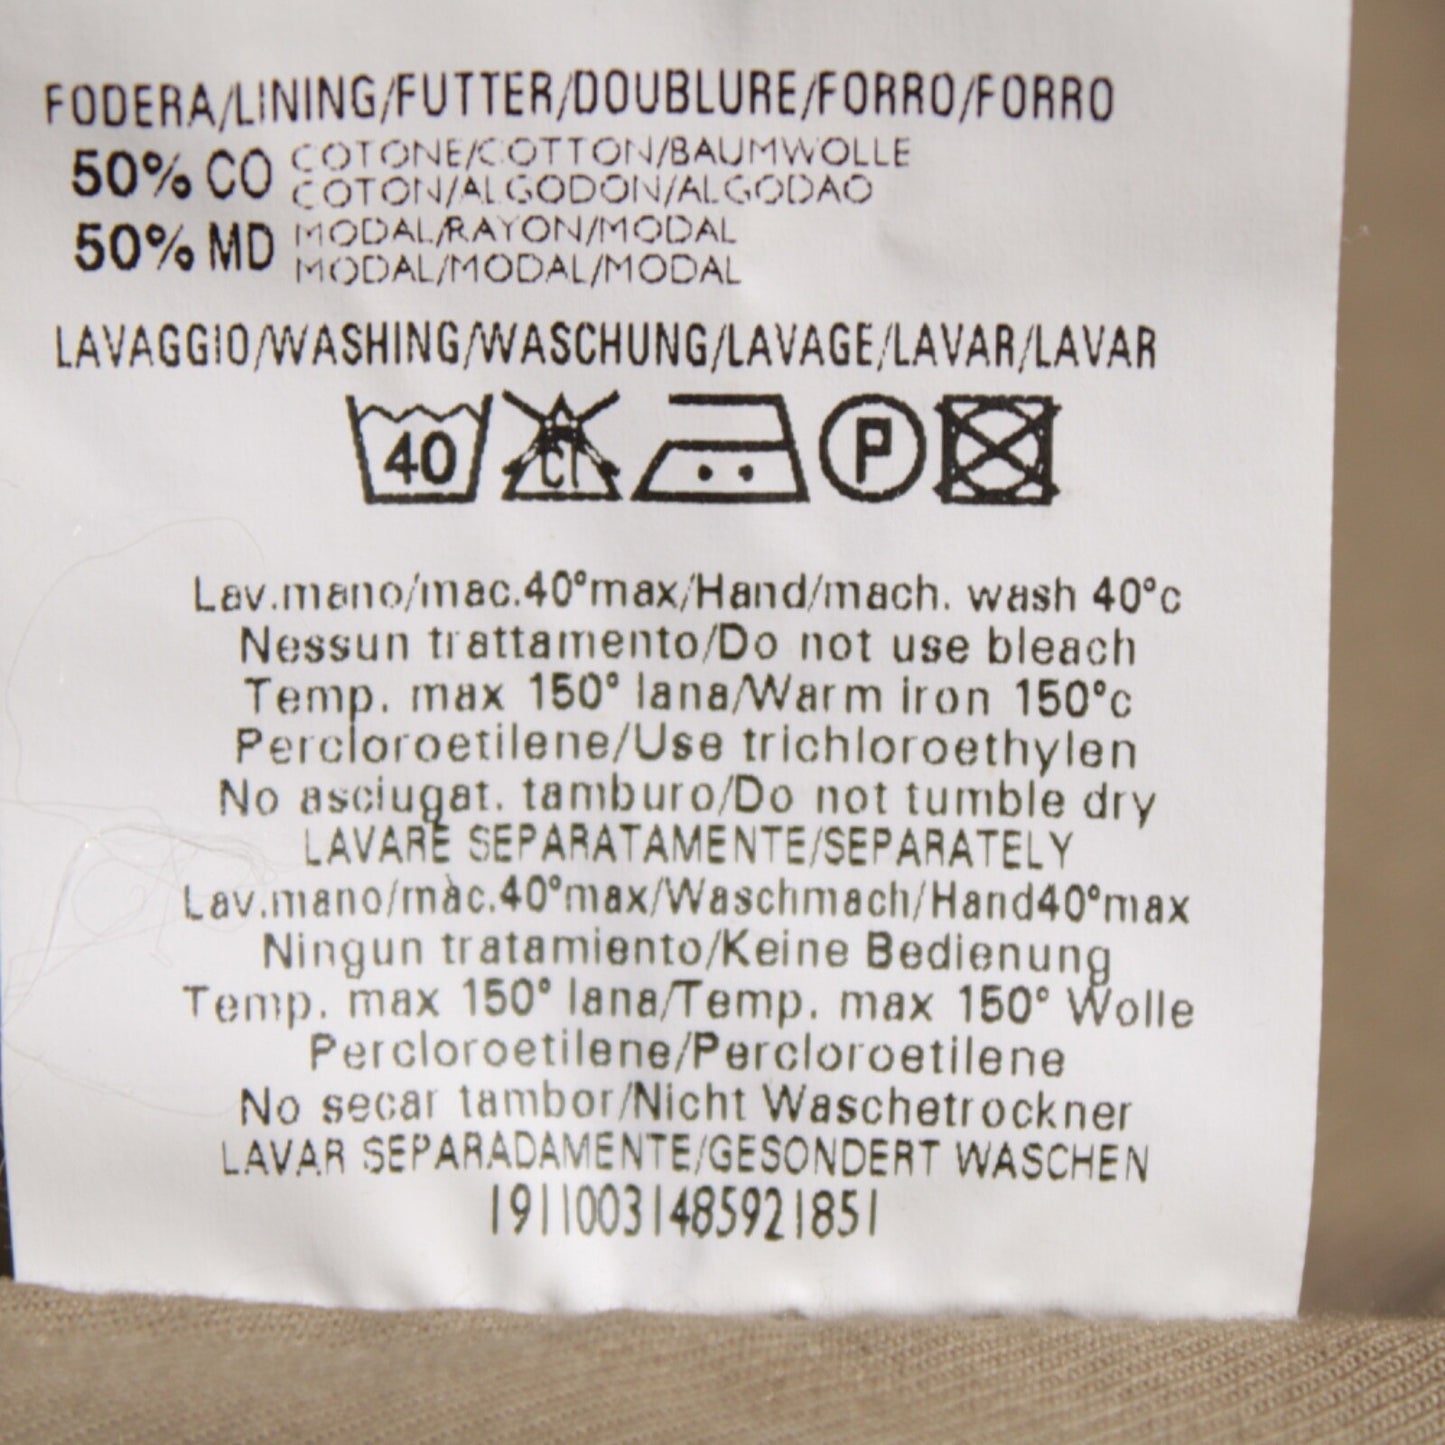 FODERA/LINING/FUTTER/DOUBLURE/FORRO/FORRO
50% CO COTONE/COTTON/BAUMWOLLE
COTON/ALGODON/ALGODAO
50% MD MODAL/RAYON/MODAL
MODAL/MODAL/MODAL
LAVAGGIO/WASHING/WASCHUNG/LAVAGE/LAVAR/LAVAR
40 Cl P
Lav.mano/mac.40°max/Hand/mach. wash 40°c
Nessun trattamento/Do not use bleach
Temp. max 150° lana/Warm iron 150°c
Percloroetilene/Use trichloroethylen
No asciugat. tamburo/Do not tumble dry
LAVARE SEPARATAMENTE/SEPARATELY
Lav.mano/mac.40°max/Waschmach/Hand40°max
Ningun tratamiento/Keine Bedienung
Temp. max 150° lana/Temp. max 150° Wolle
Percloroetilene/Percloroetilene
No secar tambor/Nicht Waschetrockner
LAVAR SEPARADAMENTE/GESONDERT WASCHEN
19110031485921851